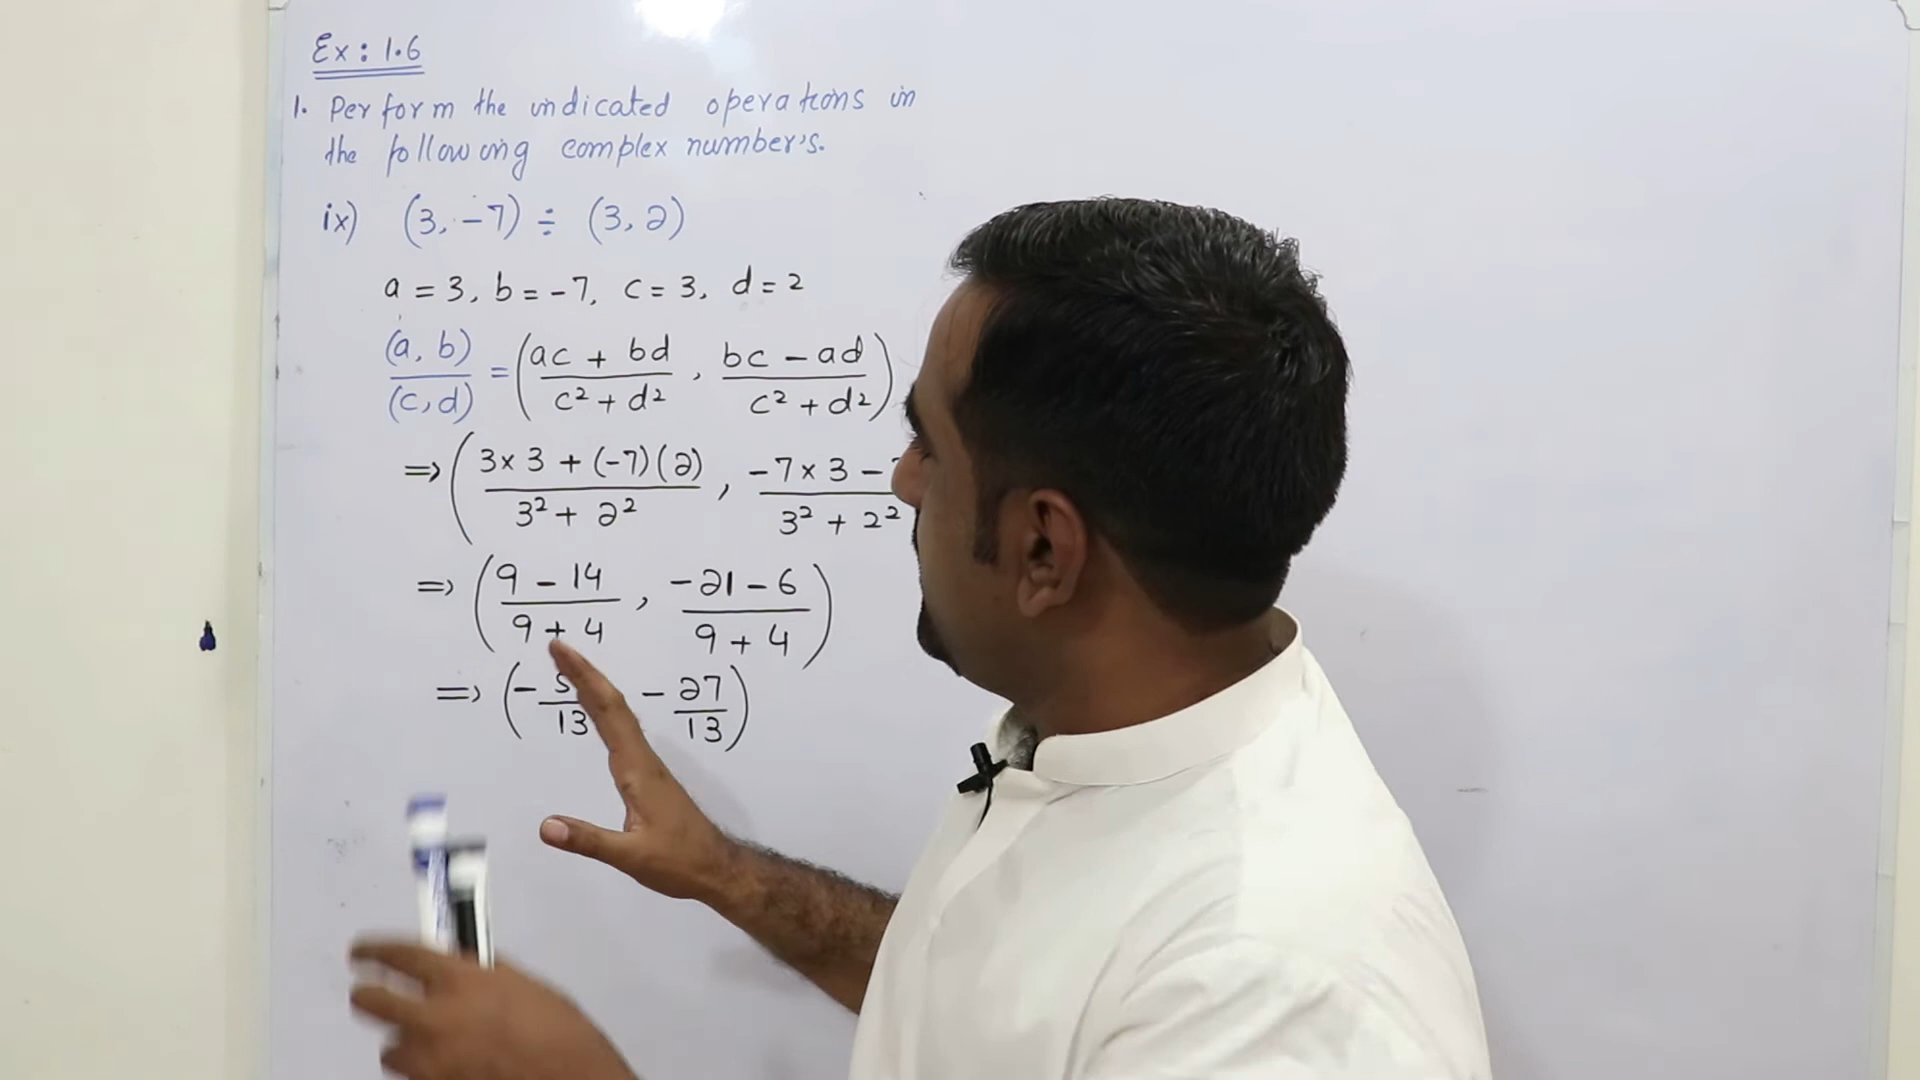 Ex: 1.6
1. Perform the indicated operations in
the following complex number's.
ix) (3, -7) ÷ (3, 2)
a = 3, b = -7, c = 3, d = 2
(a, b)/(c, d) = (ac + bd / c² + d², bc - ad / c² + d²)
=> (3 × 3 + (-7)(2) / 3² + 2², -7 × 3 - / 3² + 2²
=> (9 - 14 / 9 + 4, -21 - 6 / 9 + 4)
=> (- 5/13 - 27/13)